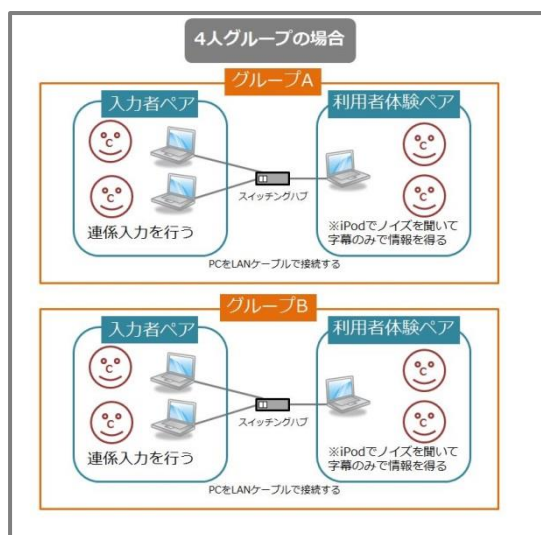 4人グループの場合
グループA
入力者ペア
利用者体験ペア
スイッチングハブ
連係入力を行う
※iPodでノイズを聞いて
字幕のみで情報を得る
PCをLANケーブルで接続する
グループB
入力者ペア
利用者体験ペア
スイッチングハブ
連係入力を行う
※iPodでノイズを聞いて
字幕のみで情報を得る
PCをLANケーブルで接続する